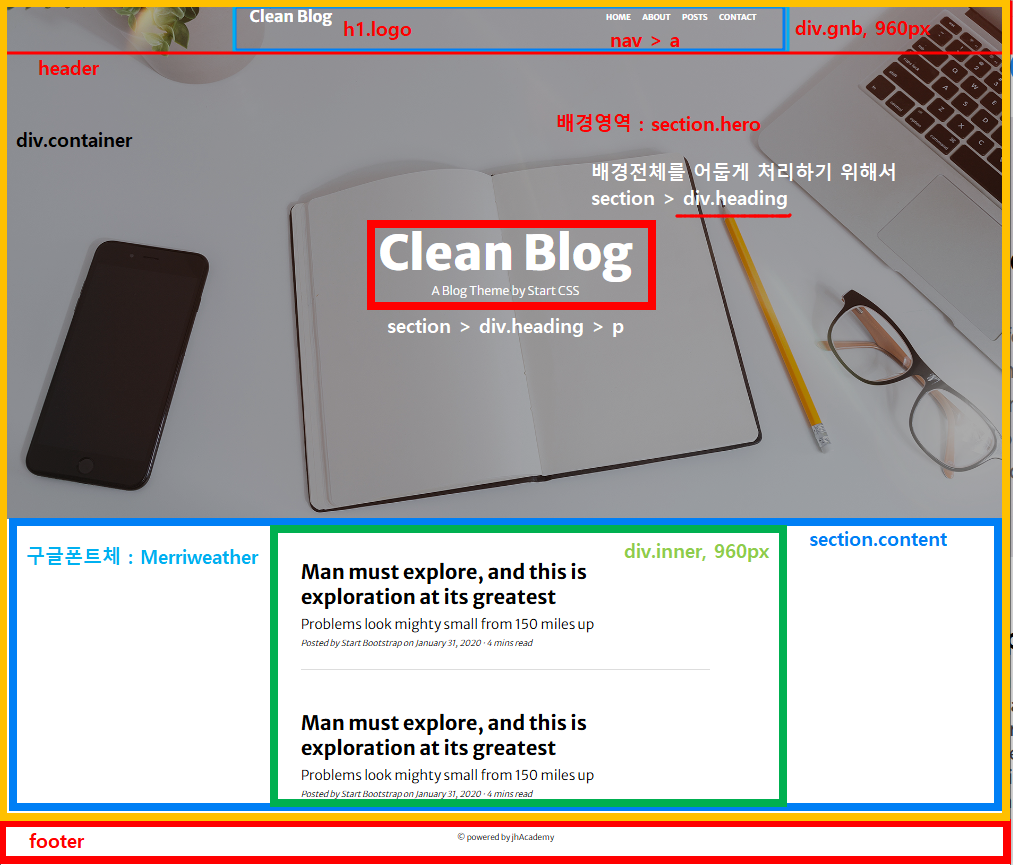 Clean Blog
h1.logo
HOME ABOUT POSTS CONTACT
nav > a
div.gnb, 960px
header
div.container
배경영역 : section.hero
배경전체를 어둡게 처리하기 위해서
section > div.heading
Clean Blog
A Blog Theme by Start CSS
section > div.heading > p
구글폰트체 : Merriweather
div.inner, 960px
section.content
Man must explore, and this is
exploration at its greatest
Problems look mighty small from 150 miles up
Posted by Start Bootstrap on January 31, 2020 · 4 mins read
Man must explore, and this is
exploration at its greatest
Problems look mighty small from 150 miles up
Posted by Start Bootstrap on January 31, 2020 · 4 mins read
footer
© powered by jhAcademy